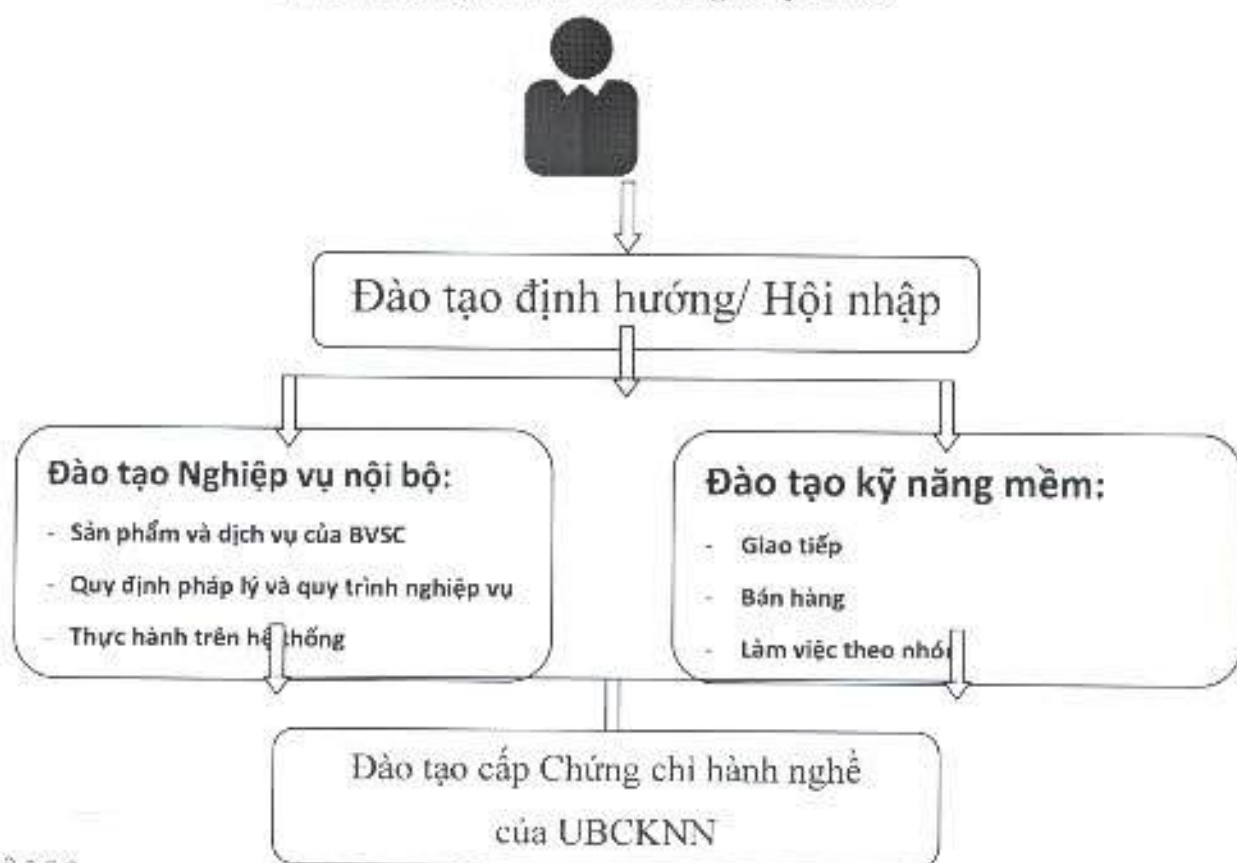 Đào tạo định hướng/ Hội nhập
Đào tạo Nghiệp vụ nội bộ:
- Sản phẩm và dịch vụ của BVSC
- Quy định pháp lý và quy trình nghiệp vụ
- Thực hành trên hệ thống
Đào tạo kỹ năng mềm:
- Giao tiếp
- Bán hàng
- Làm việc theo
Đào tạo cấp Chứng chỉ hành nghề
của UBCKNN